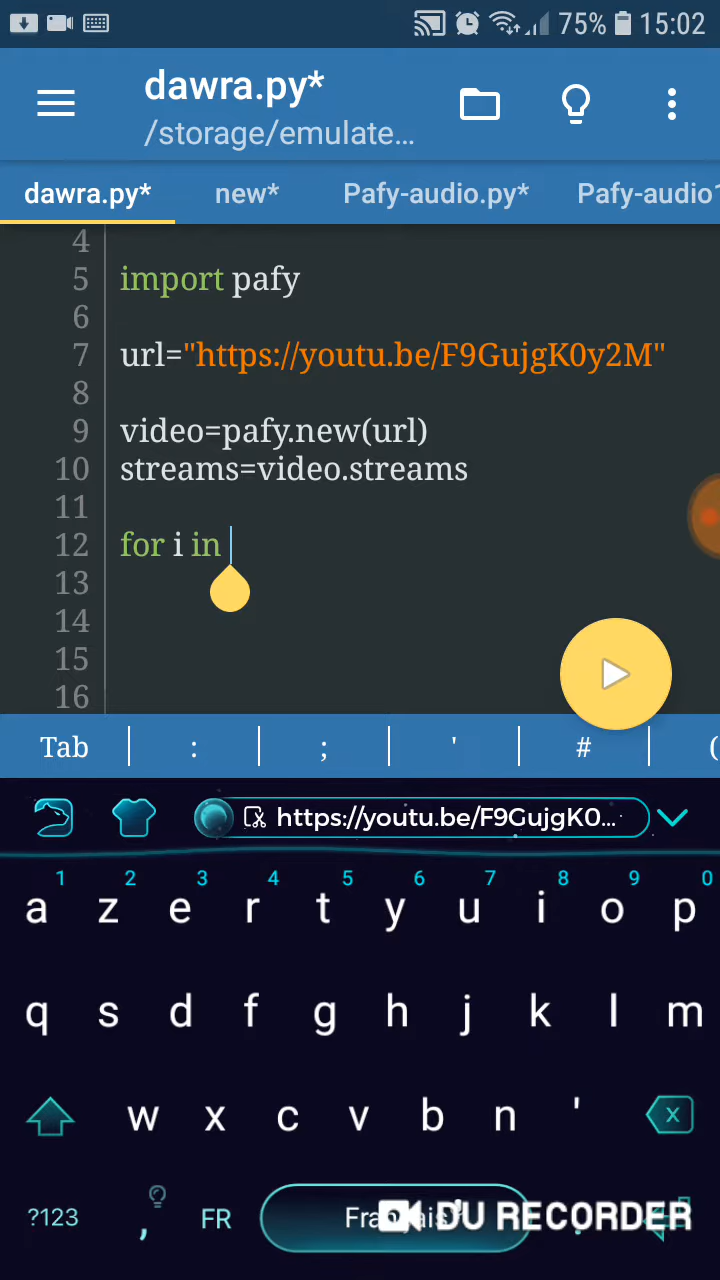 75% 15:02
dawra.py*
/storage/emulate...
dawra.py* new* Pafy-audio.py* Pafy-audio
4
5 import pafy
6
7 url="https://youtu.be/F9GujgK0y2M"
8
9 video=pafy.new(url)
10 streams=video.streams
11
12 for i in
13
14
15
16
Tab : ; ' # (
https://youtu.be/F9GujgK0...
1 2 3 4 5 6 7 8 9 0
a z e r t y u i o p
q s d f g h j k l m
w x c v b n ' x
?123 , FR DU RECORDER